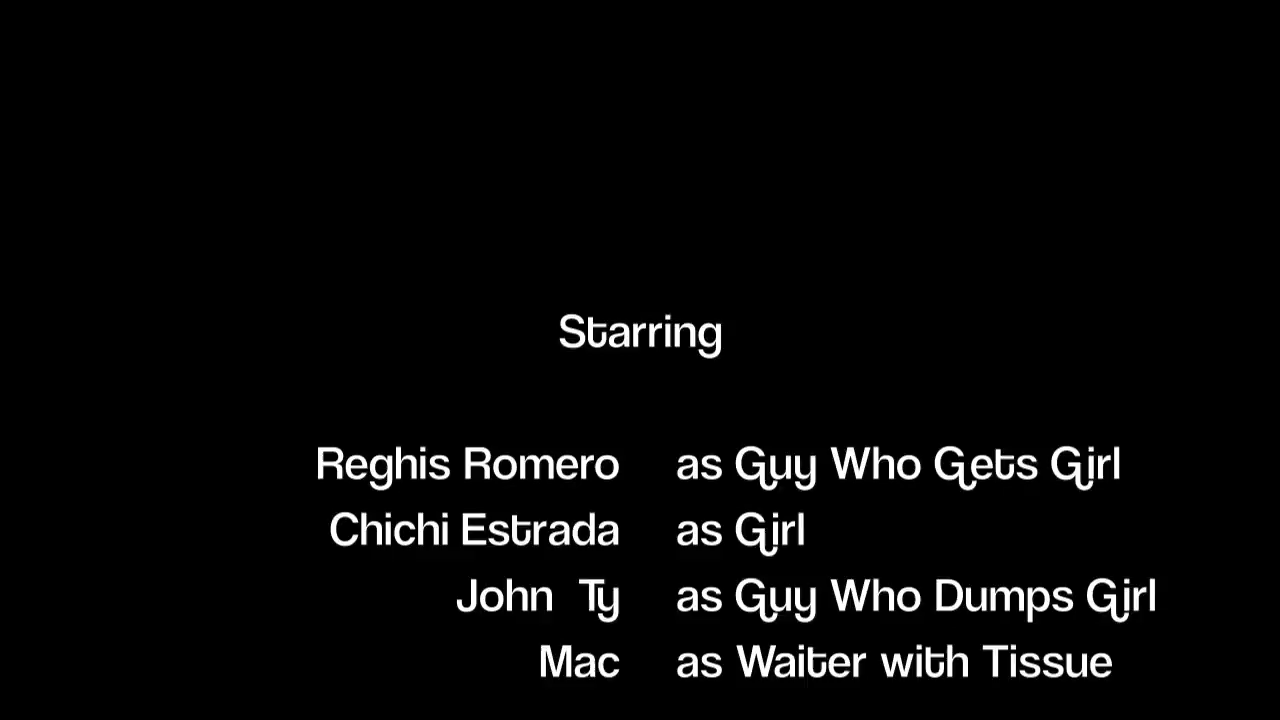 Starring
Reghis Romero as Guy Who Gets Girl
Chichi Estrada as Girl
John Ty as Guy Who Dumps Girl
Mac as Waiter with Tissue